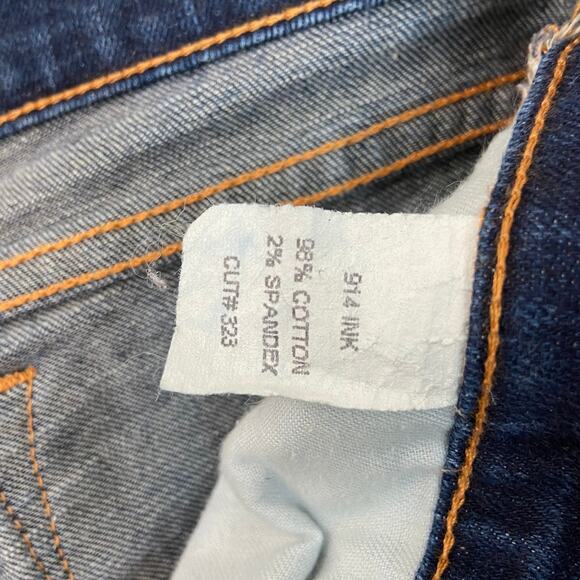 914 INK
98% COTTON
2% SPANDEX
CUT# 323